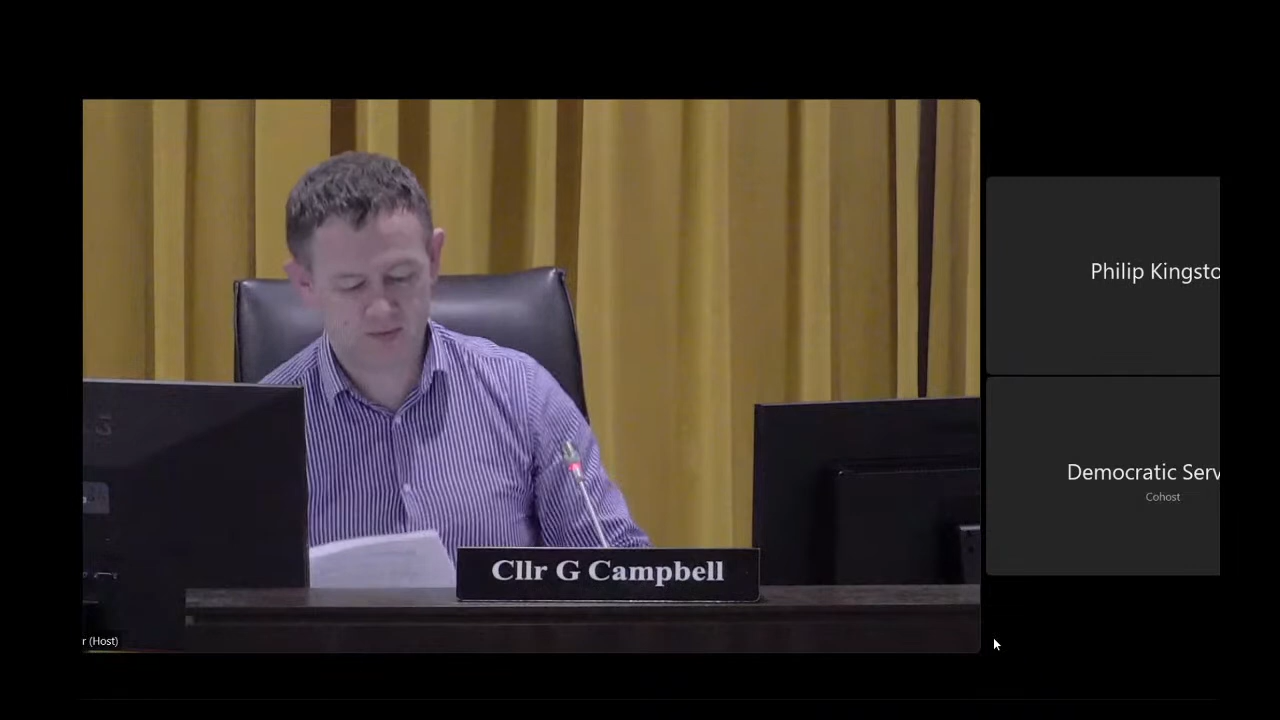 Cllr G Campbell
r (Host)
Philip Kingsto
Democratic Serv
Cohost